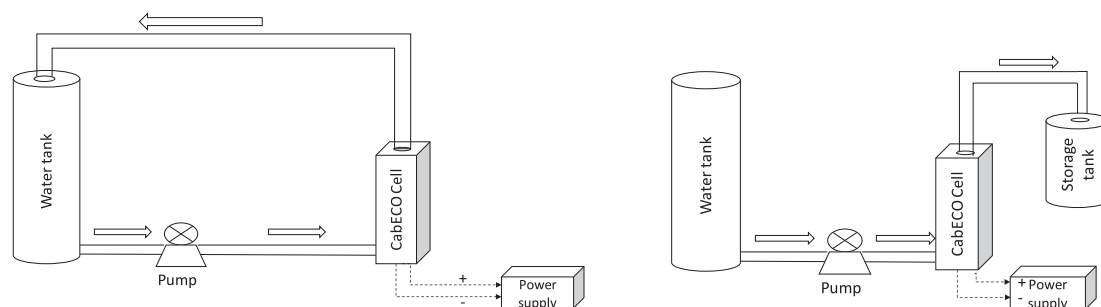 Water tank
CabECO Cell
Pump
+
-
Power
supply
Water tank
CabECO Cell
Storage
tank
Pump
+ Power
- supply